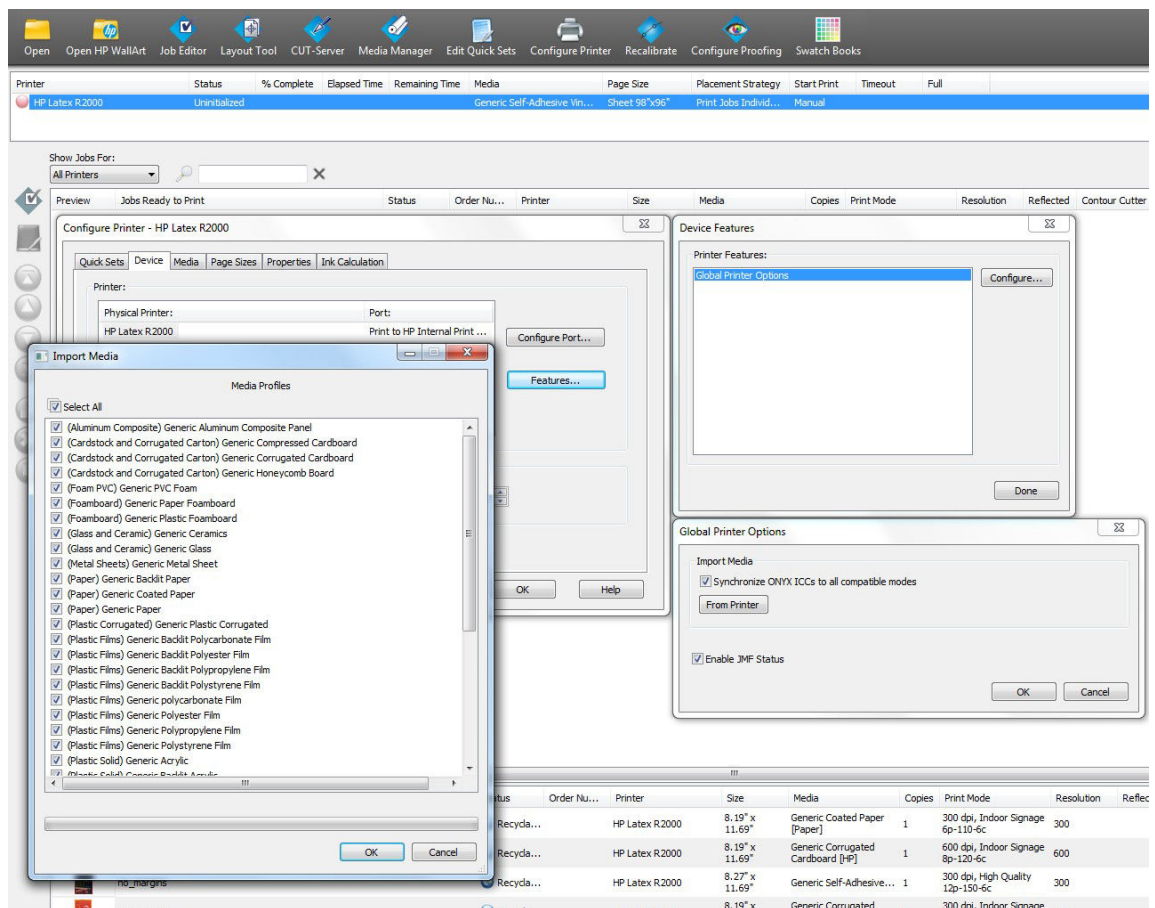 Open Open HP WallArt Job Editor Layout Tool CUT-Server Media Manager Edit Quick Sets Configure Printer Recalibrate Configure Proofing Swatch Books
Printer Status % Complete Elapsed Time Remaining Time Media Page Size Placement Strategy Start Print Timeout Full
HP Latex R2000 Uninitialized Generic Self-Adhesive Vin... Sheet 98"x96" Print Jobs Individ... Manual
Show Jobs For:
All Printers
Preview Jobs Ready to Print Status Order Nu... Printer Size Media Copies Print Mode Resolution Reflected Contour Cutter
Configure Printer - HP Latex R2000
Quick Sets Device Media Page Sizes Properties Ink Calculation
Printer:
Physical Printer: Port:
HP Latex R2000 Print to HP Internal Print ...
Configure Port...
Features...
OK Help
Device Features
Printer Features:
Global Printer Options
Configure...
Done
Import Media
Media Profiles
Select All
(Aluminum Composite) Generic Aluminum Composite Panel
(Cardstock and Corrugated Carton) Generic Compressed Cardboard
(Cardstock and Corrugated Carton) Generic Corrugated Cardboard
(Cardstock and Corrugated Carton) Generic Honeycomb Board
(Foam PVC) Generic PVC Foam
(Foamboard) Generic Paper Foamboard
(Foamboard) Generic Plastic Foamboard
(Glass and Ceramic) Generic Ceramics
(Glass and Ceramic) Generic Glass
(Metal Sheets) Generic Metal Sheet
(Paper) Generic Backlit Paper
(Paper) Generic Coated Paper
(Paper) Generic Paper
(Plastic Corrugated) Generic Plastic Corrugated
(Plastic Films) Generic Backlit Polycarbonate Film
(Plastic Films) Generic Backlit Polyester Film
(Plastic Films) Generic Backlit Polypropylene Film
(Plastic Films) Generic Backlit Polystyrene Film
(Plastic Films) Generic polycarbonate Film
(Plastic Films) Generic Polyester Film
(Plastic Films) Generic Polypropylene Film
(Plastic Films) Generic Polystyrene Film
(Plastic Solid) Generic Acrylic
(Plastic Solid) Generic Backlit Acrylic
OK Cancel
Global Printer Options
Import Media
Synchronize ONYX ICCs to all compatible modes
From Printer
Enable JMF Status
OK Cancel
tus Order Nu... Printer Size Media Copies Print Mode Resolution Reflec
Recycla... HP Latex R2000 8.19" x 11.69" Generic Coated Paper [Paper] 1 300 dpi, Indoor Signage 6p-110-6c 300
Recycla... HP Latex R2000 8.19" x 11.69" Generic Corrugated Cardboard [HP] 1 600 dpi, Indoor Signage 8p-120-6c 600
no_margins Recycla... HP Latex R2000 8.27" x 11.69" Generic Self-Adhesive... 1 300 dpi, High Quality 12p-150-6c 300
8.19" x Generic Corrugated 300 dpi, Indoor Signage